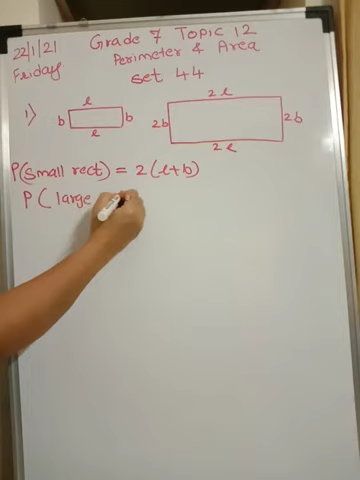 22/1/21
Friday
Grade 7 TOPIC 12
Perimeter & Area
set 44
1)
l
b
b
l
2l
2b
2b
2l
P(small rect) = 2(l+b)
P(large